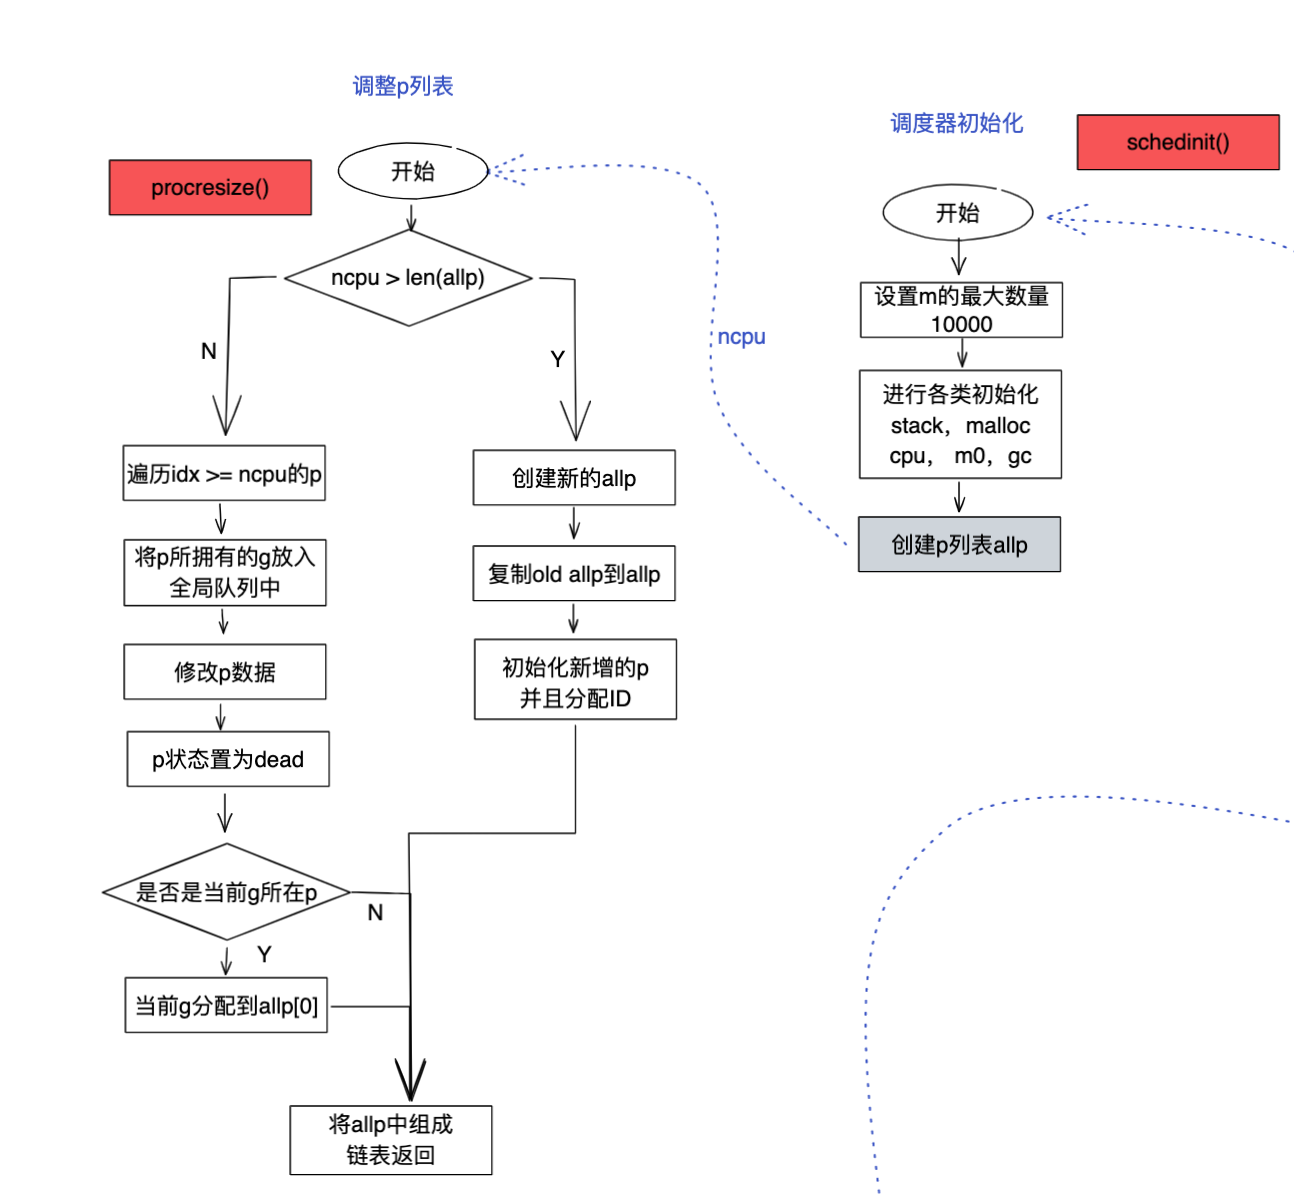 调整p列表
procresize()
开始
ncpu > len(allp)
N
Y
遍历idx >= ncpu的p
将p所拥有的g放入
全局队列中
修改p数据
p状态置为dead
是否是当前g所在p
N
Y
当前g分配到allp[0]
创建新的allp
复制old allp到allp
初始化新增的p
并且分配ID
将allp中组成
链表返回
ncpu
调度器初始化
schedinit()
开始
设置m的最大数量
10000
进行各类初始化
stack，malloc
cpu， m0，gc
创建p列表allp